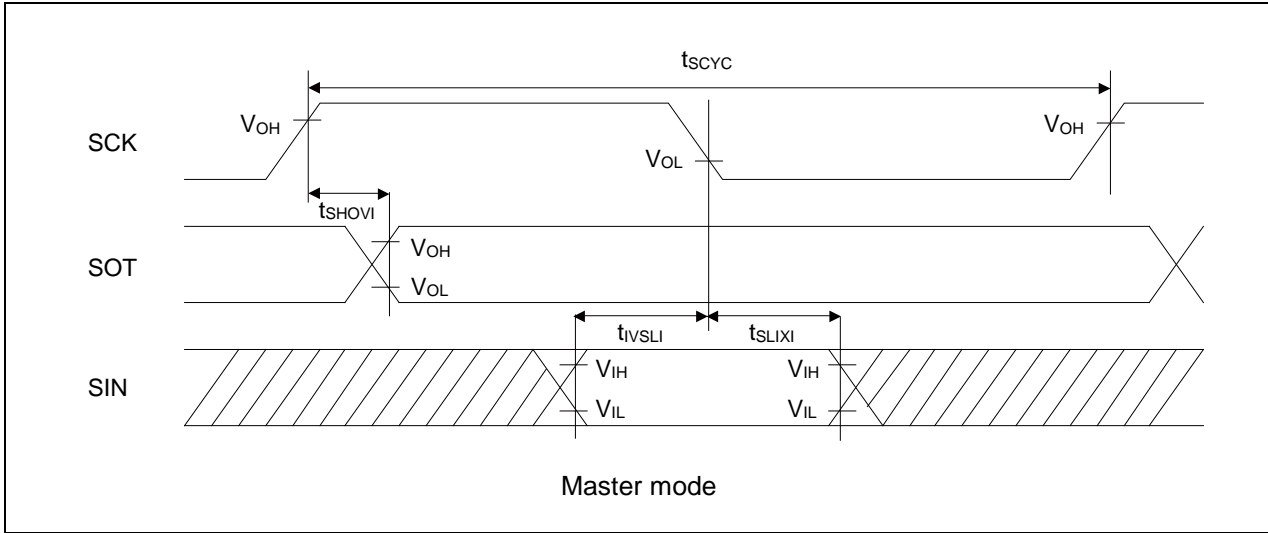 tSCYC
SCK
VOH
VOL
VOH
tSHOVI
SOT
VOH
VOL
tIVSLI
tSLIXI
SIN
VIH
VIL
VIH
VIL
Master mode